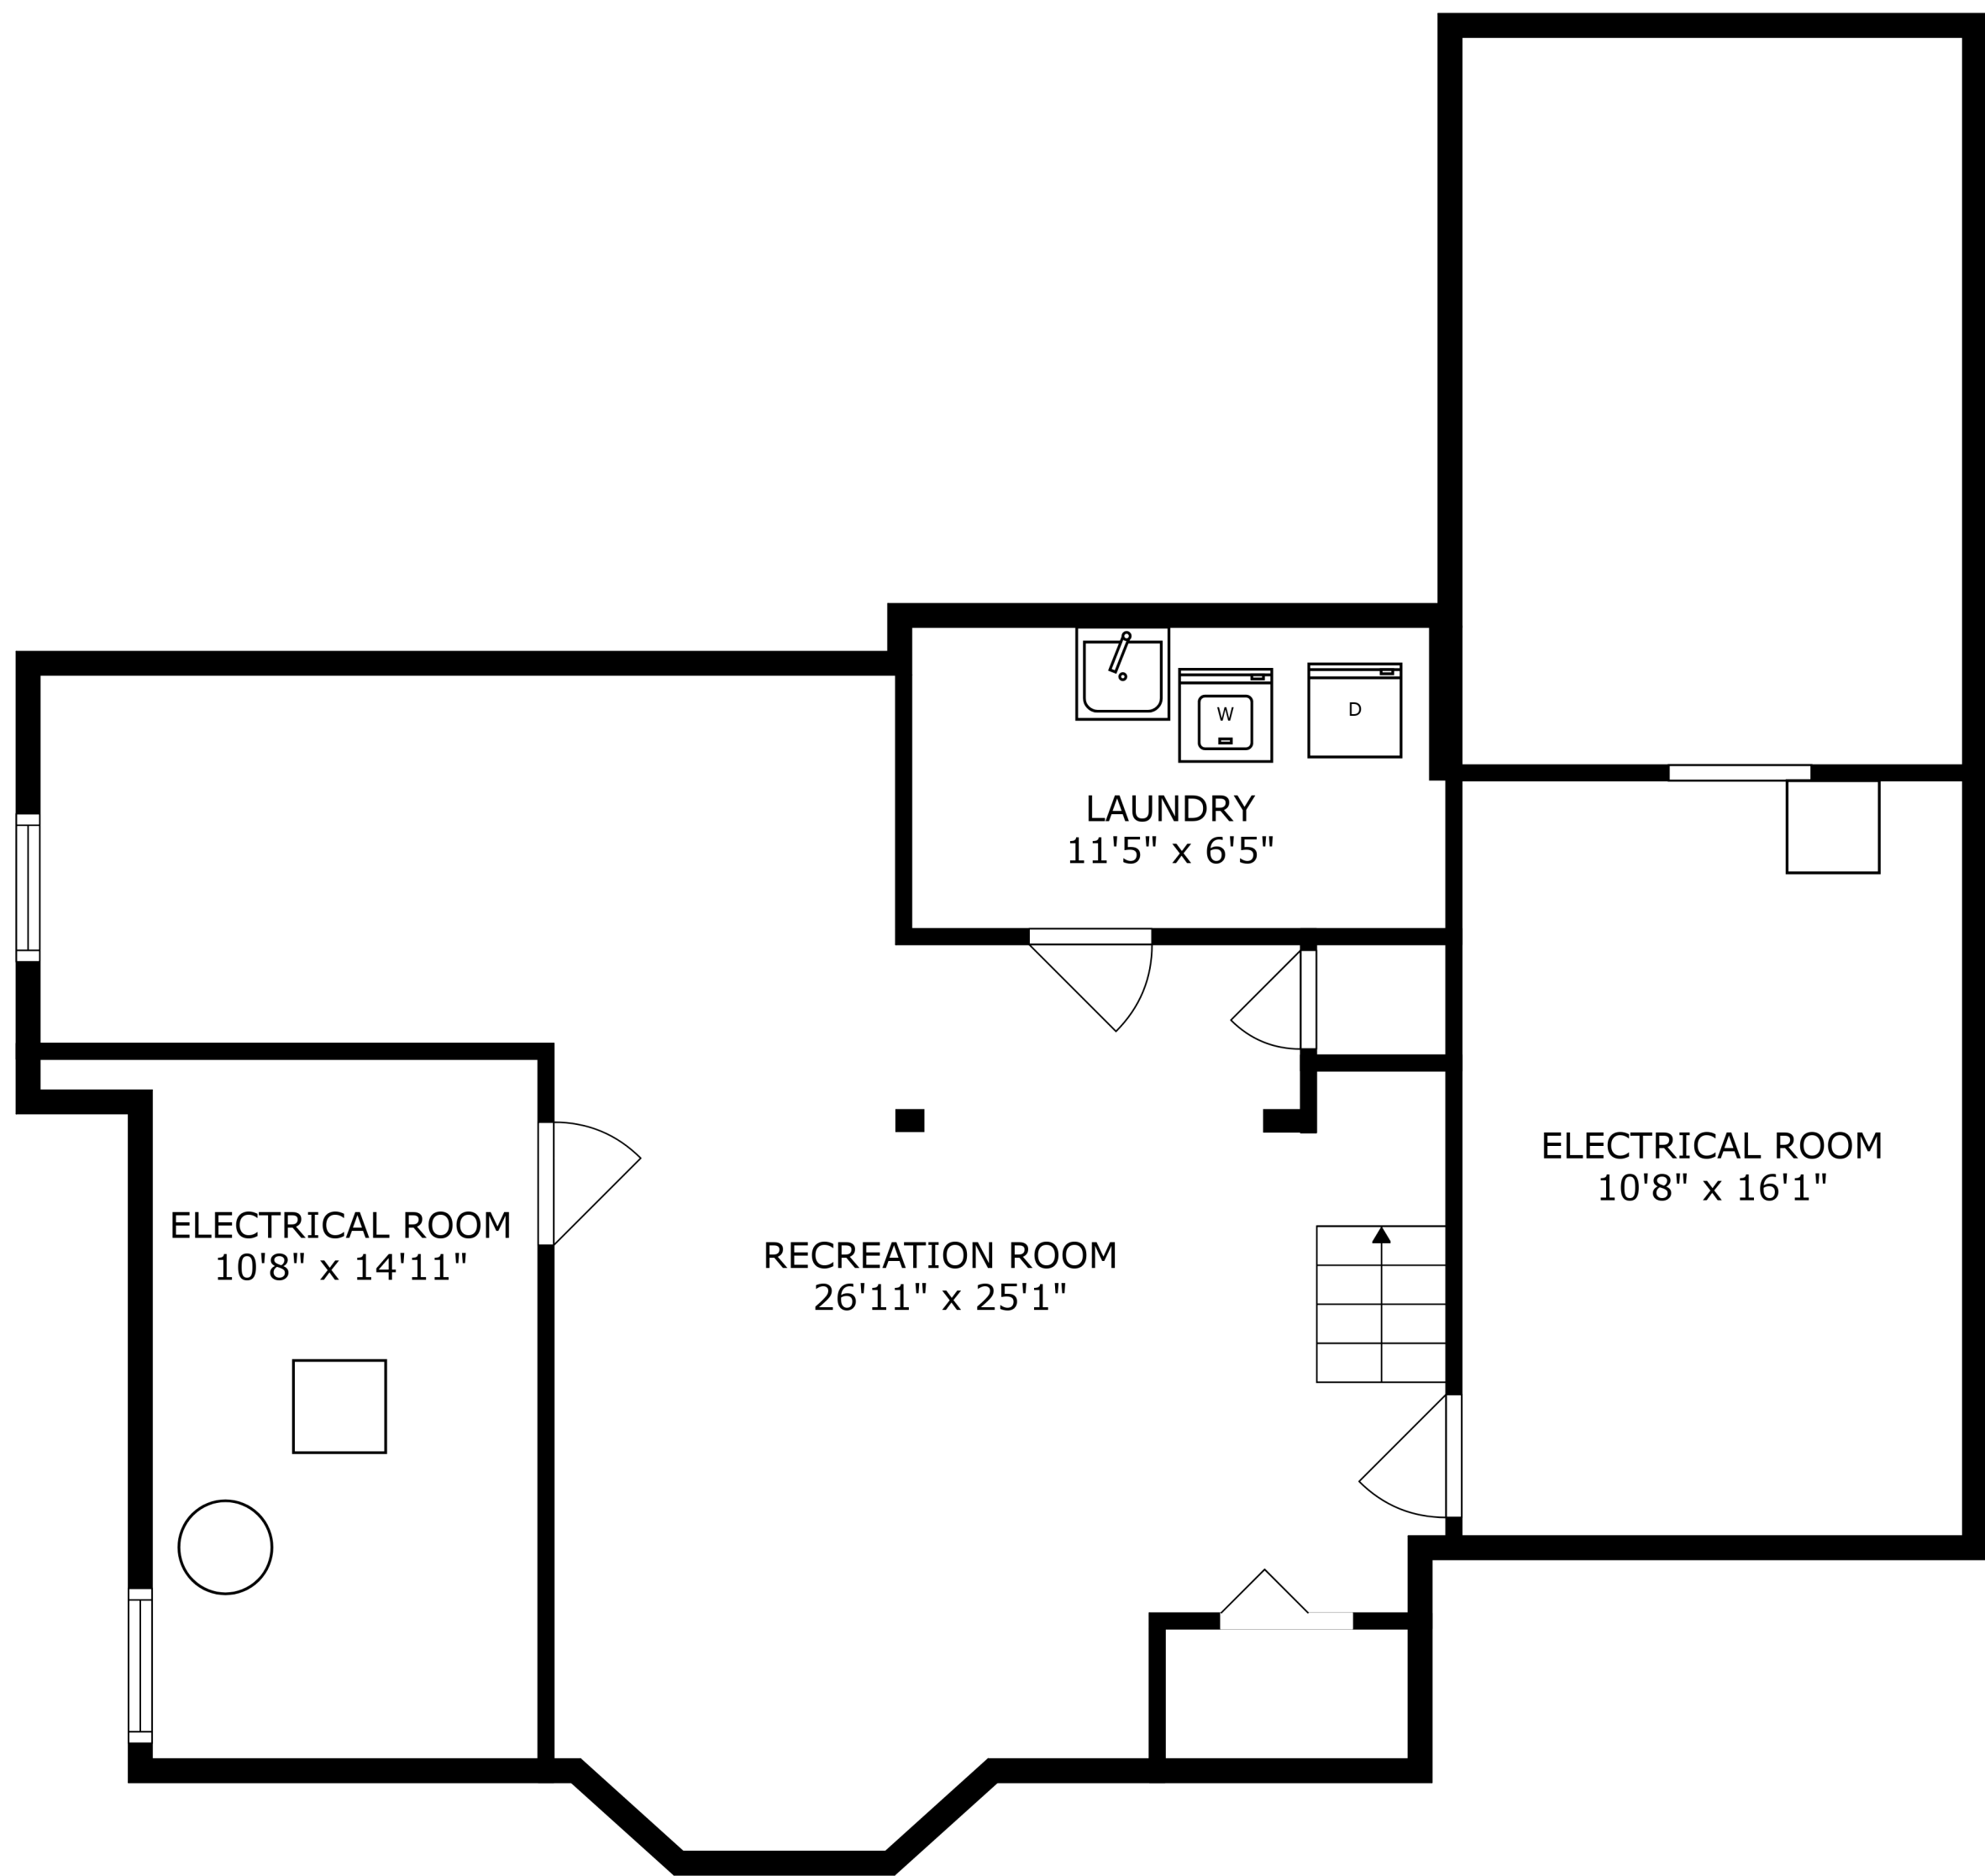 W
D
LAUNDRY
11'5" x 6'5"
ELECTRICAL ROOM
10'8" x 16'1"
ELECTRICAL ROOM
10'8" x 14'11"
RECREATION ROOM
26'11" x 25'1"